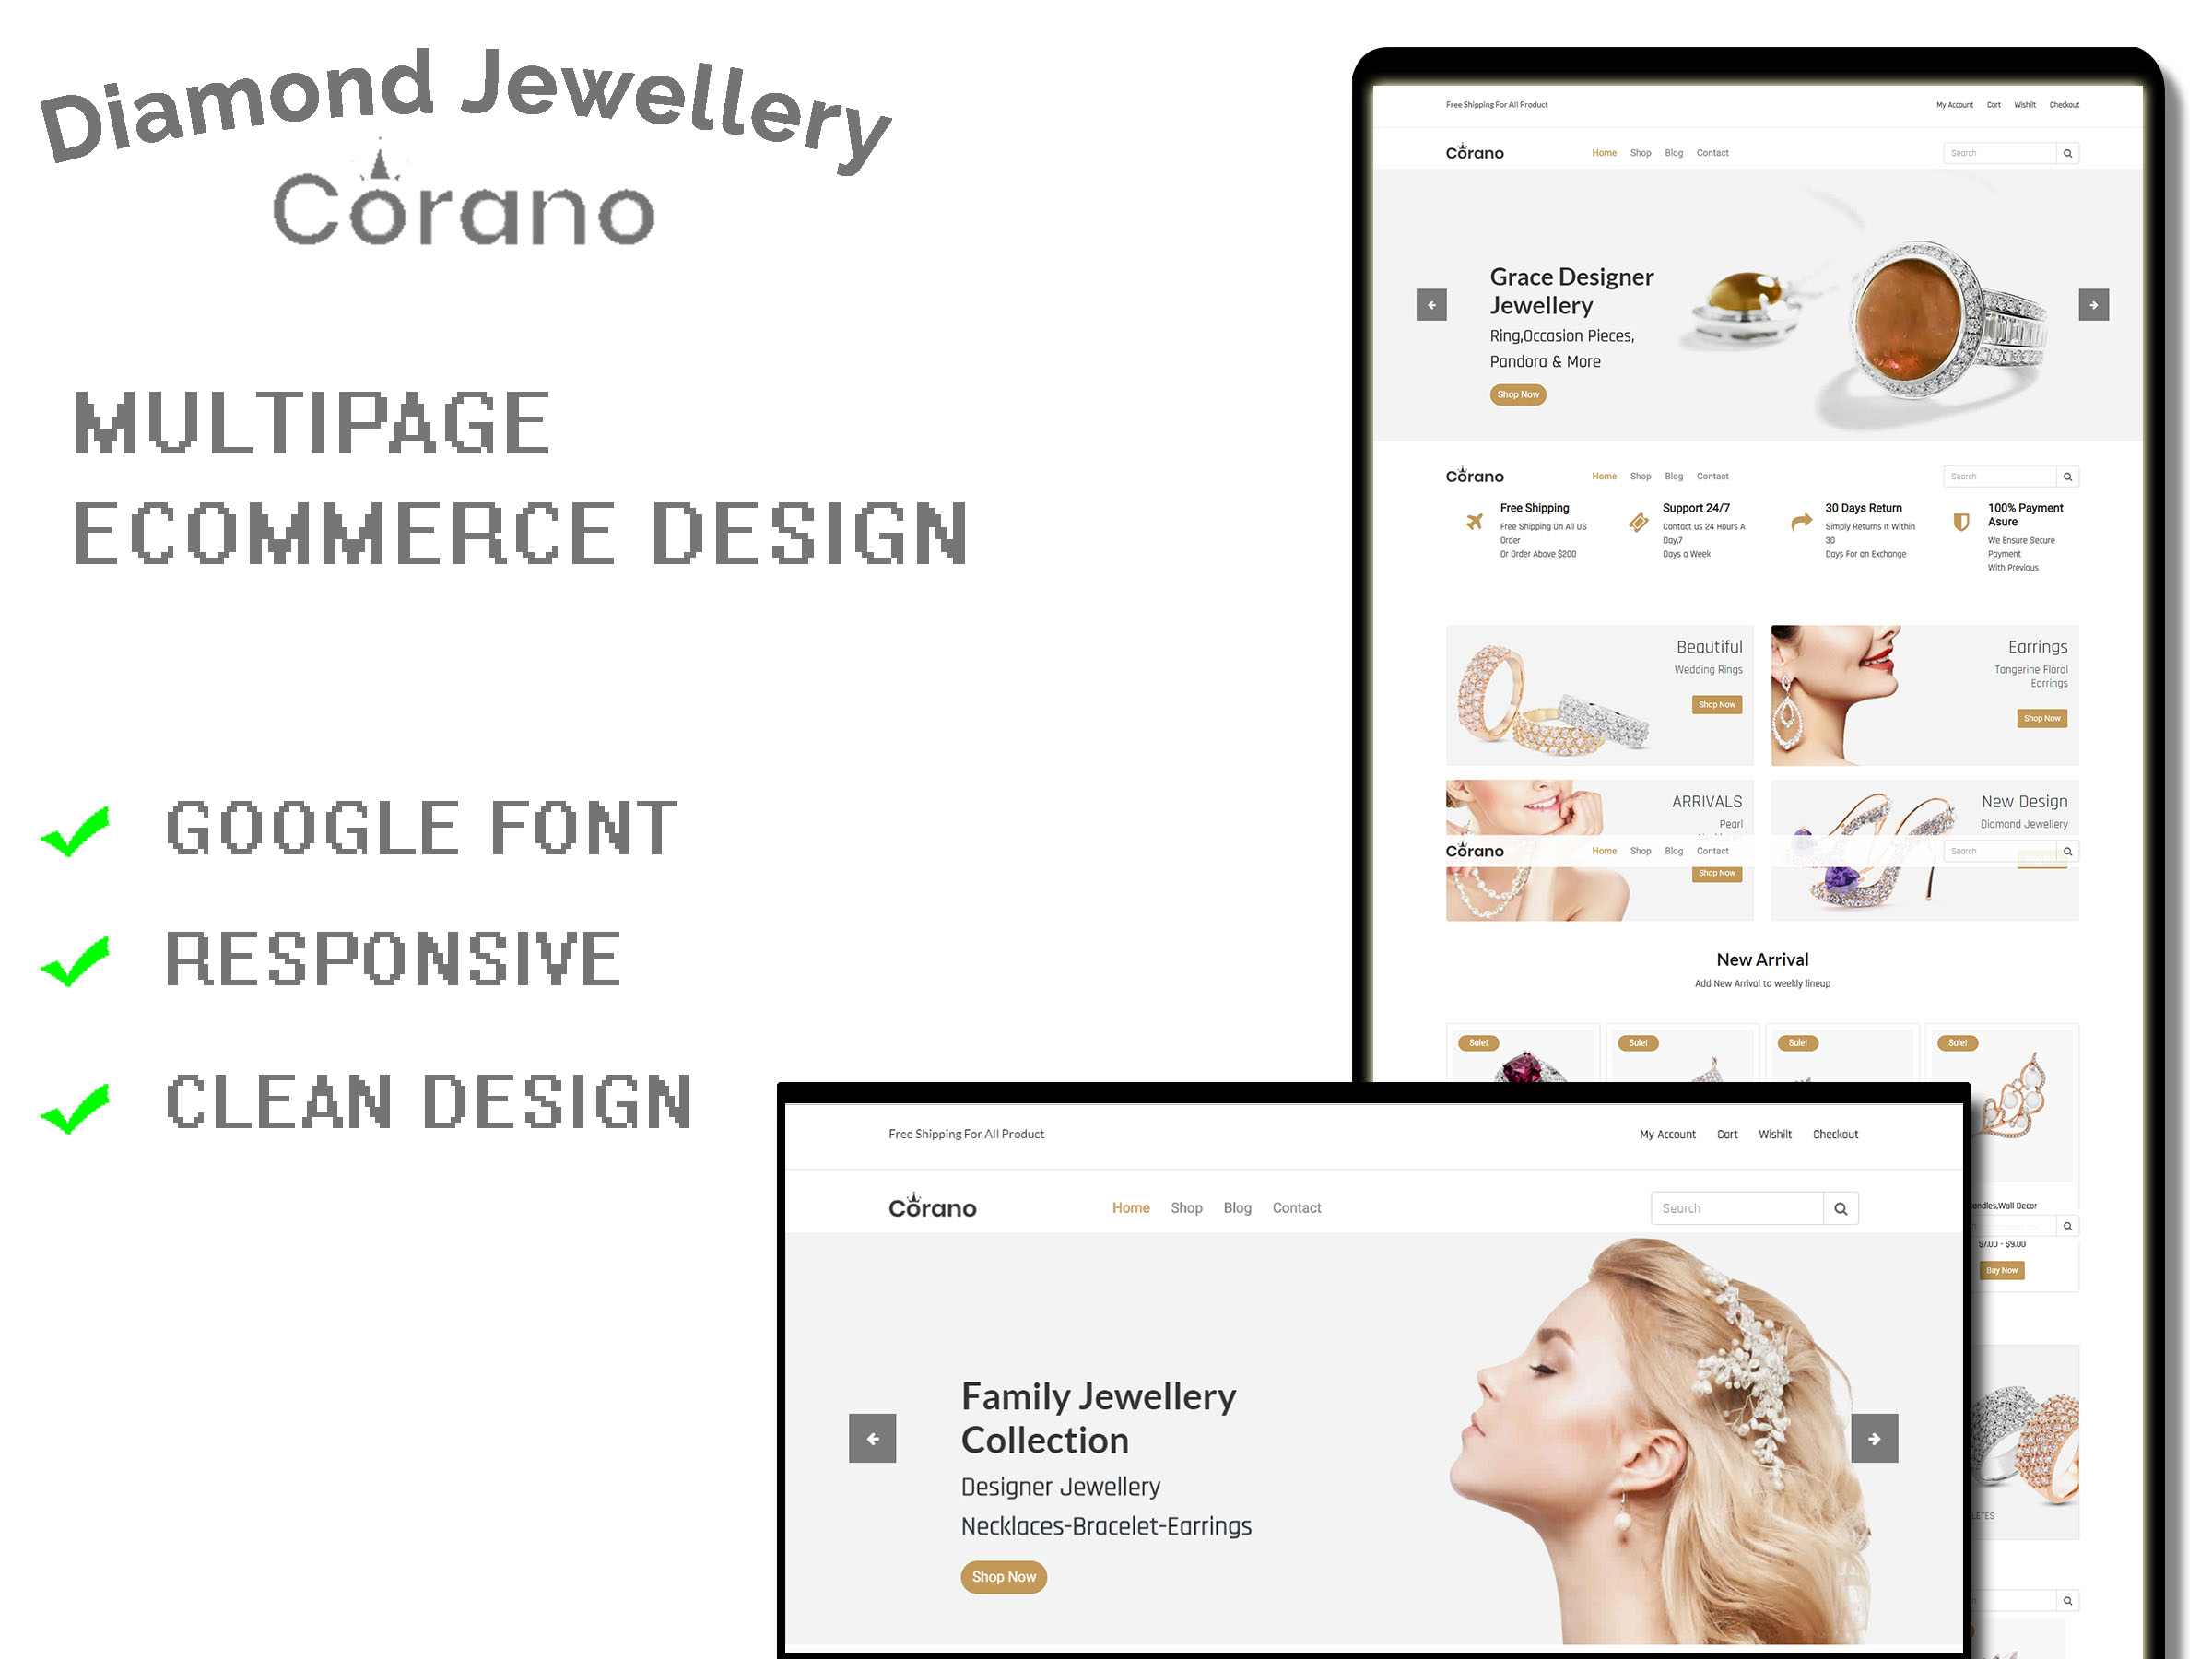 Diamond Jewellery
Corano
MULTIPAGE
ECOMMERCE DESIGN
GOOGLE FONT
RESPONSIVE
CLEAN DESIGN
Free Shipping For All Product
My Account Cart Wishilt Checkout
Corano
Home Shop Blog Contact
Search
Grace Designer
Jewellery
Ring,Occasion Pieces,
Pandora & More
Shop Now
Corano
Home Shop Blog Contact
Search
Free Shipping
Free Shipping On All US
Order
Or Order Above $200
Support 24/7
Contact us 24 Hours A
Day,7
Days a Week
30 Days Return
Simply Returns It Within
30
Days For an Exchange
100% Payment
Asure
We Ensure Secure
Payment
With Previous
Beautiful
Wedding Rings
Shop Now
Earrings
Tangerine Floral
Earrings
Shop Now
ARRIVALS
Pearl
New Design
Diamond Jewellery
Corano
Home Shop Blog Contact
Search
Shop Now
New Arrival
Add New Arrival to weekly lineup
Sale!
Sale!
Sale!
Sale!
Wall Decor
$7.00 - $9.00
Buy Now
Free Shipping For All Product
My Account Cart Wishilt Checkout
Corano
Home Shop Blog Contact
Search
Family Jewellery
Collection
Designer Jewellery
Necklaces-Bracelet-Earrings
Shop Now